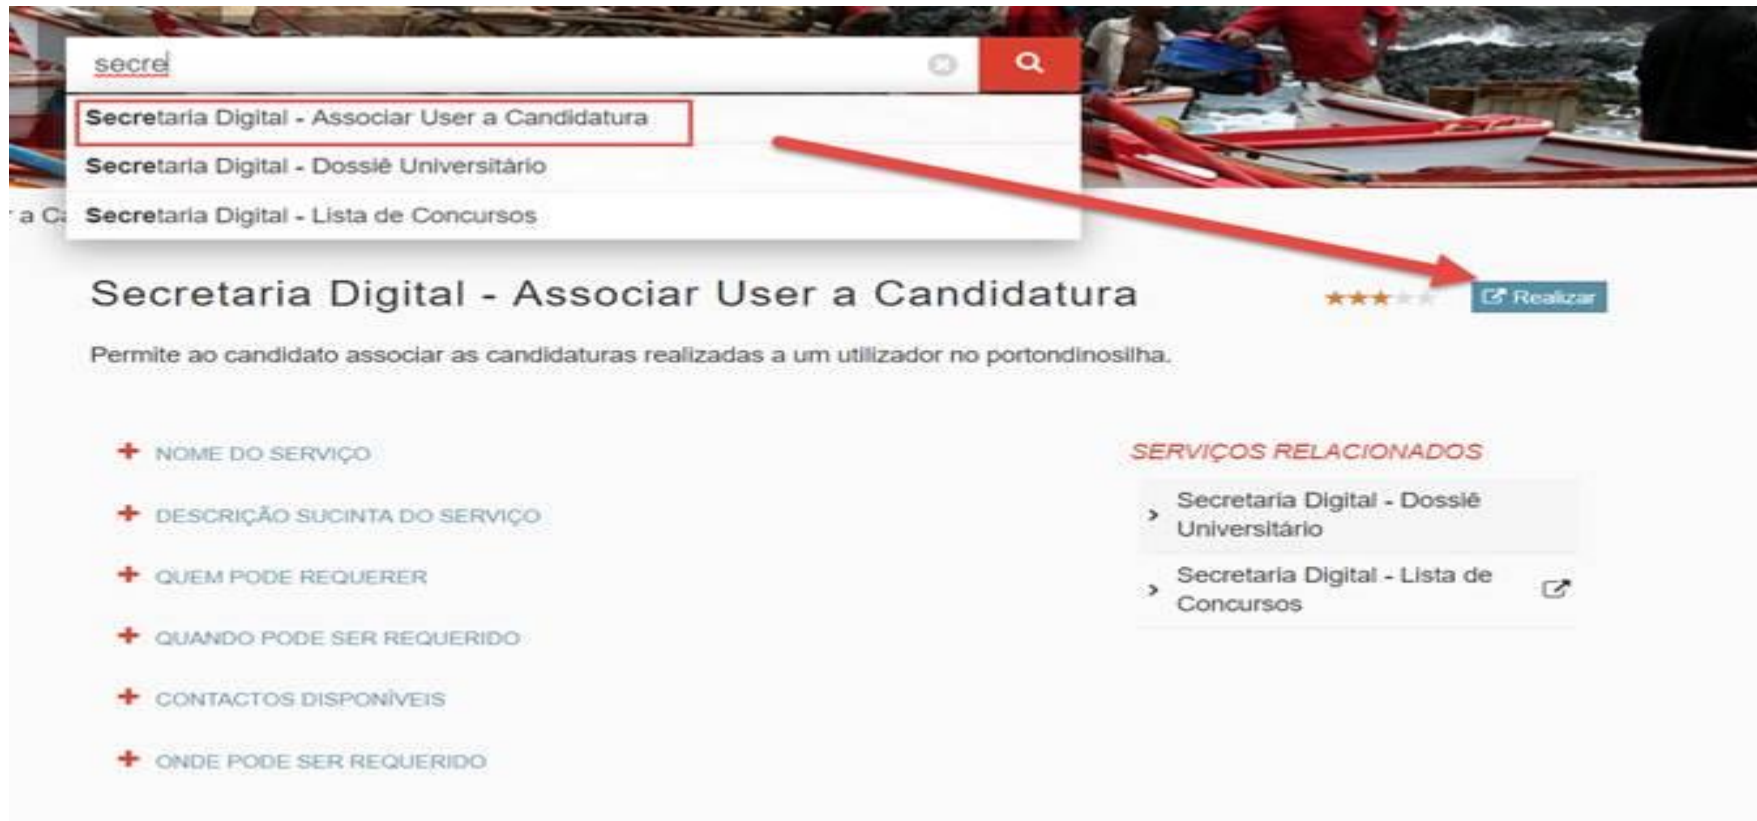 secre
Secretaria Digital - Associar User a Candidatura
Secretaria Digital - Dossiê Universitário
r a Ca
Secretaria Digital - Lista de Concursos
Secretaria Digital - Associar User a Candidatura
Realizar
Permite ao candidato associar as candidaturas realizadas a um utilizador no portondinosilha.
NOME DO SERVIÇO
DESCRIÇÃO SUCINTA DO SERVIÇO
QUEM PODE REQUERER
QUANDO PODE SER REQUERIDO
CONTACTOS DISPONÍVEIS
ONDE PODE SER REQUERIDO
SERVIÇOS RELACIONADOS
Secretaria Digital - Dossiê
Universitário
Secretaria Digital - Lista de
Concursos